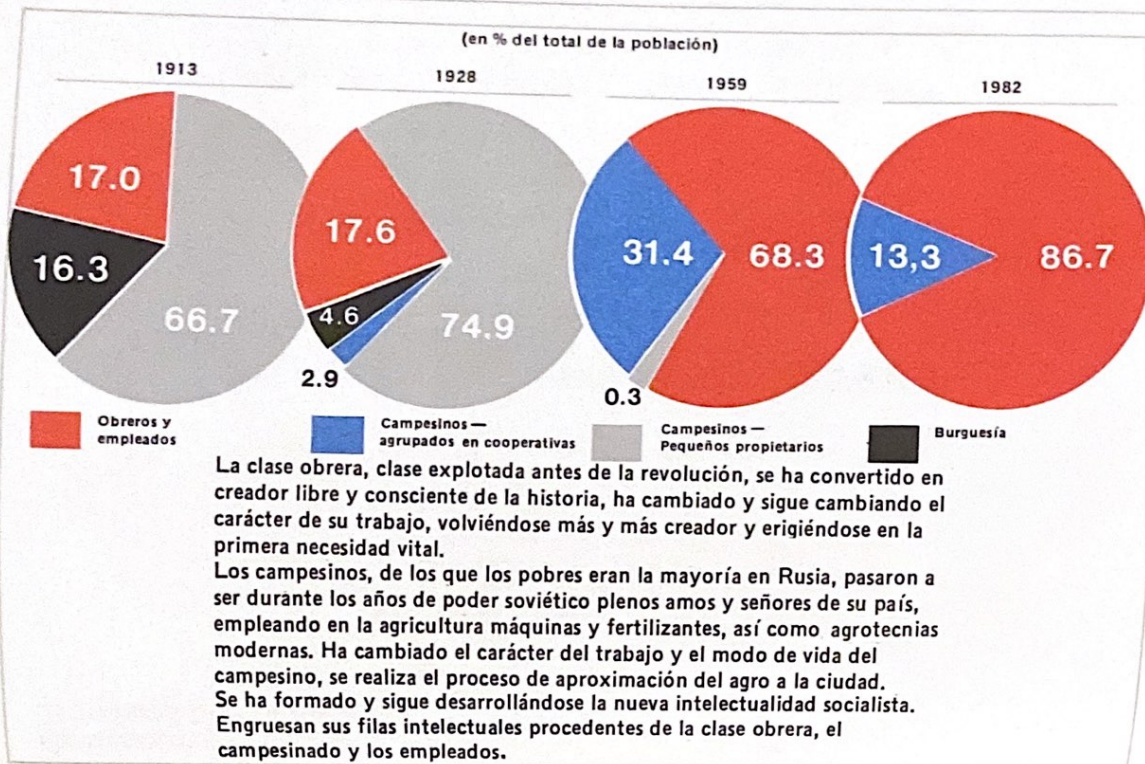 (en % del total de la población)
1913
1928
1959
1982
17.0
16.3
66.7
17.6
4.6
2.9
74.9
31.4
68.3
0.3
13,3
86.7
Obreros y
empleados
Campesinos —
agrupados en cooperativas
Campesinos —
Pequeños propietarios
Burguesía
La clase obrera, clase explotada antes de la revolución, se ha convertido en
creador libre y consciente de la historia, ha cambiado y sigue cambiando el
carácter de su trabajo, volviéndose más y más creador y erigiéndose en la
primera necesidad vital.
Los campesinos, de los que los pobres eran la mayoría en Rusia, pasaron a
ser durante los años de poder soviético plenos amos y señores de su país,
empleando en la agricultura máquinas y fertilizantes, así como agrotecnias
modernas. Ha cambiado el carácter del trabajo y el modo de vida del
campesino, se realiza el proceso de aproximación del agro a la ciudad.
Se ha formado y sigue desarrollándose la nueva intelectualidad socialista.
Engruesan sus filas intelectuales procedentes de la clase obrera, el
campesinado y los empleados.